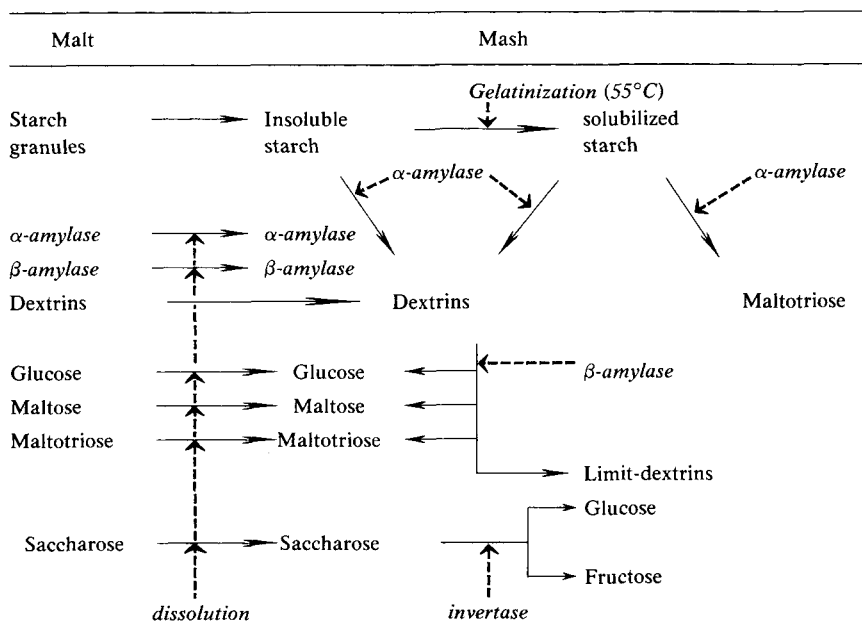 Malt Mash
Gelatinization (55°C)
Starch granules Insoluble starch solubilized starch
α-amylase α-amylase
α-amylase α-amylase
β-amylase β-amylase
Dextrins Dextrins Maltotriose
Glucose Glucose β-amylase
Maltose Maltose
Maltotriose Maltotriose
Limit-dextrins
Glucose
Saccharose Saccharose
Fructose
dissolution invertase